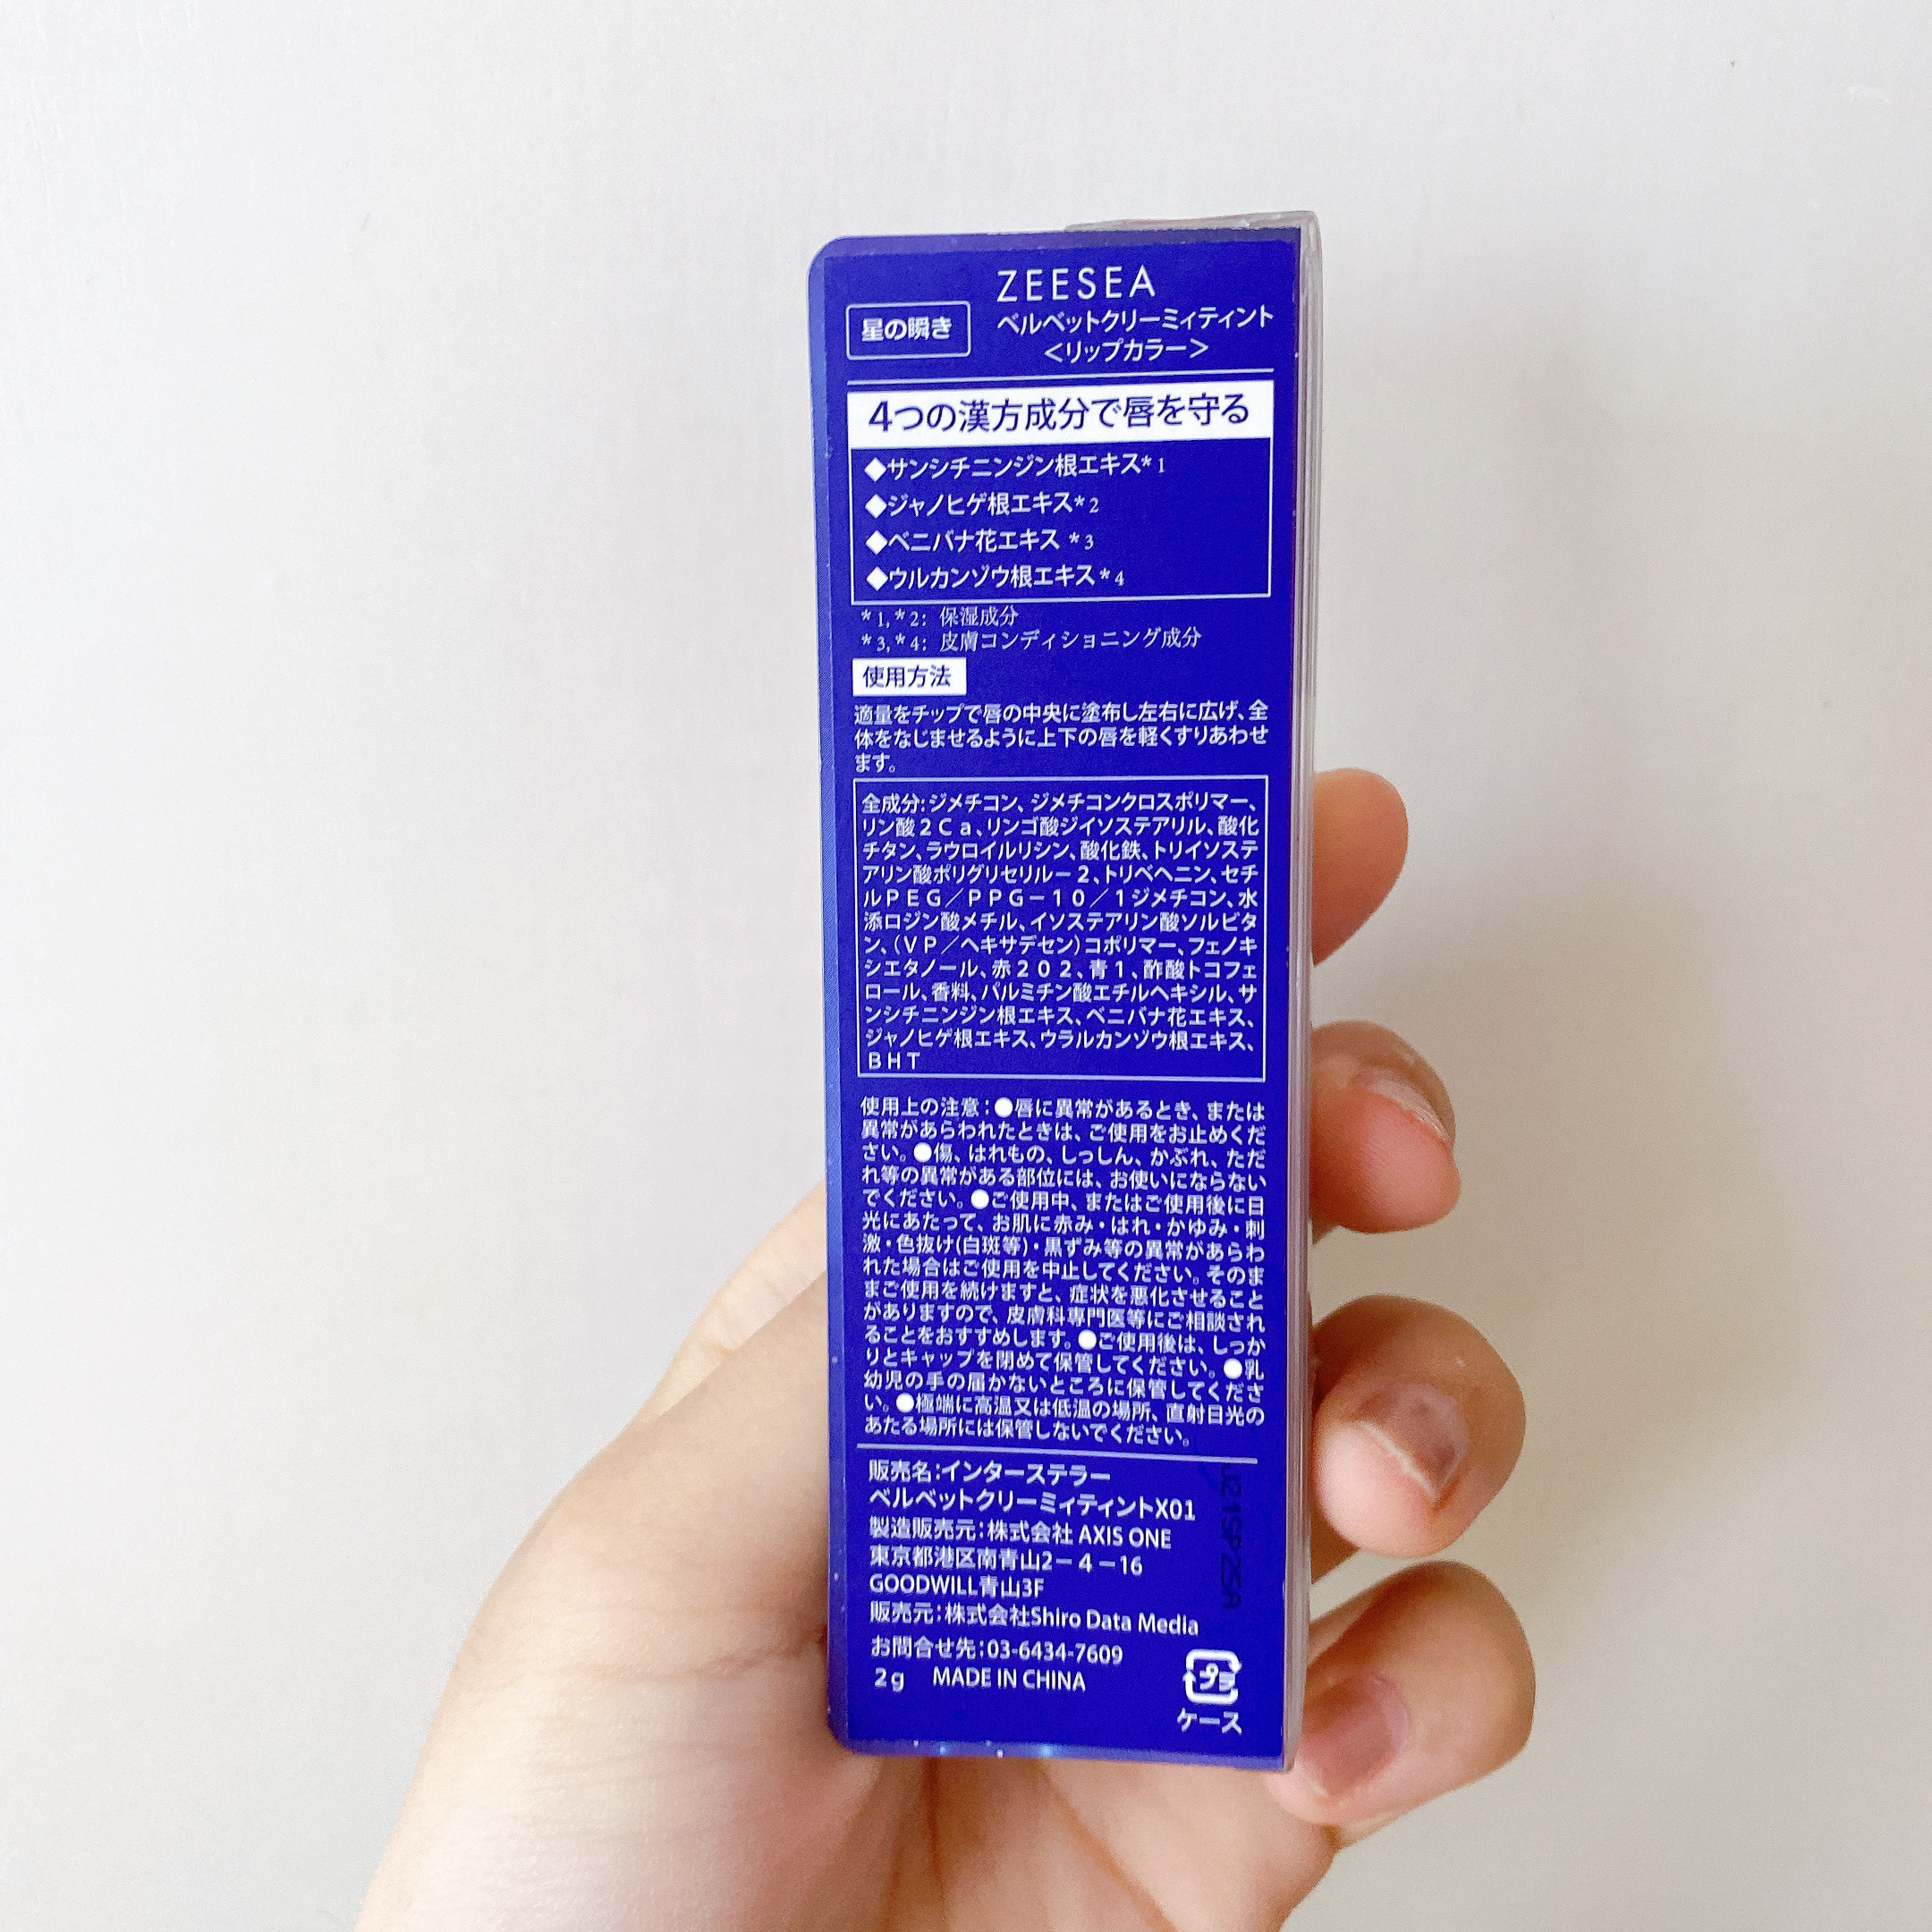 ZEESEA
星の瞬き
ベルベットクリーミィティント
＜リップカラー＞
4つの漢方成分で唇を守る
◆サンシチニンジン根エキス*1
◆ジャノヒゲ根エキス*2
◆ベニバナ花エキス *3
◆ウルカンゾウ根エキス*4
*1,*2: 保湿成分
*3,*4: 皮膚コンディショニング成分
使用方法
適量をチップで唇の中央に塗布し左右に広げ、全
体をなじませるように上下の唇を軽くすりあわせ
ます。
全成分:ジメチコン、ジメチコンクロスポリマー、
リン酸２Ｃａ、リンゴ酸ジイソステアリル、酸化
チタン、ラウロイルリシン、酸化鉄、トリイソステ
アリン酸ポリグリセリル－２、トリベヘニン、セチ
ルＰＥＧ／ＰＰＧ－１０／１ジメチコン、水
添ロジン酸メチル、イソステアリン酸ソルビタ
ン、（ＶＰ／ヘキサデセン）コポリマー、フェノキ
シエタノール、赤２０２、青１、酢酸トコフェ
ロール、香料、パルミチン酸エチルヘキシル、サ
ンシチニンジン根エキス、ベニバナ花エキス、
ジャノヒゲ根エキス、ウラルカンゾウ根エキス、
ＢＨＴ
使用上の注意：●唇に異常があるとき、または
異常があらわれたときは、ご使用をお止めくだ
さい。●傷、はれもの、しっしん、かぶれ、ただ
れ等の異常がある部位には、お使いにならない
でください。●ご使用中、またはご使用後に日
光にあたって、お肌に赤み・はれ・かゆみ・刺
激・色抜け(白斑等)・黒ずみ等の異常があらわ
れた場合はご使用を中止してください。そのま
まご使用を続けますと、症状を悪化させること
がありますので、皮膚科専門医等にご相談され
ることをおすすめします。●ご使用後は、しっか
りとキャップを閉めて保管してください。●乳
幼児の手の届かないところに保管してくださ
い。●極端に高温又は低温の場所、直射日光の
あたる場所には保管しないでください。
販売名：インターステラー
ベルベットクリーミィティントX01
製造販売元：株式会社 AXIS ONE
東京都港区南青山2－4－16
GOODWILL青山3F
販売元：株式会社Shiro Data Media
お問合せ先：03-6434-7609
2g MADE IN CHINA
プラ
ケース